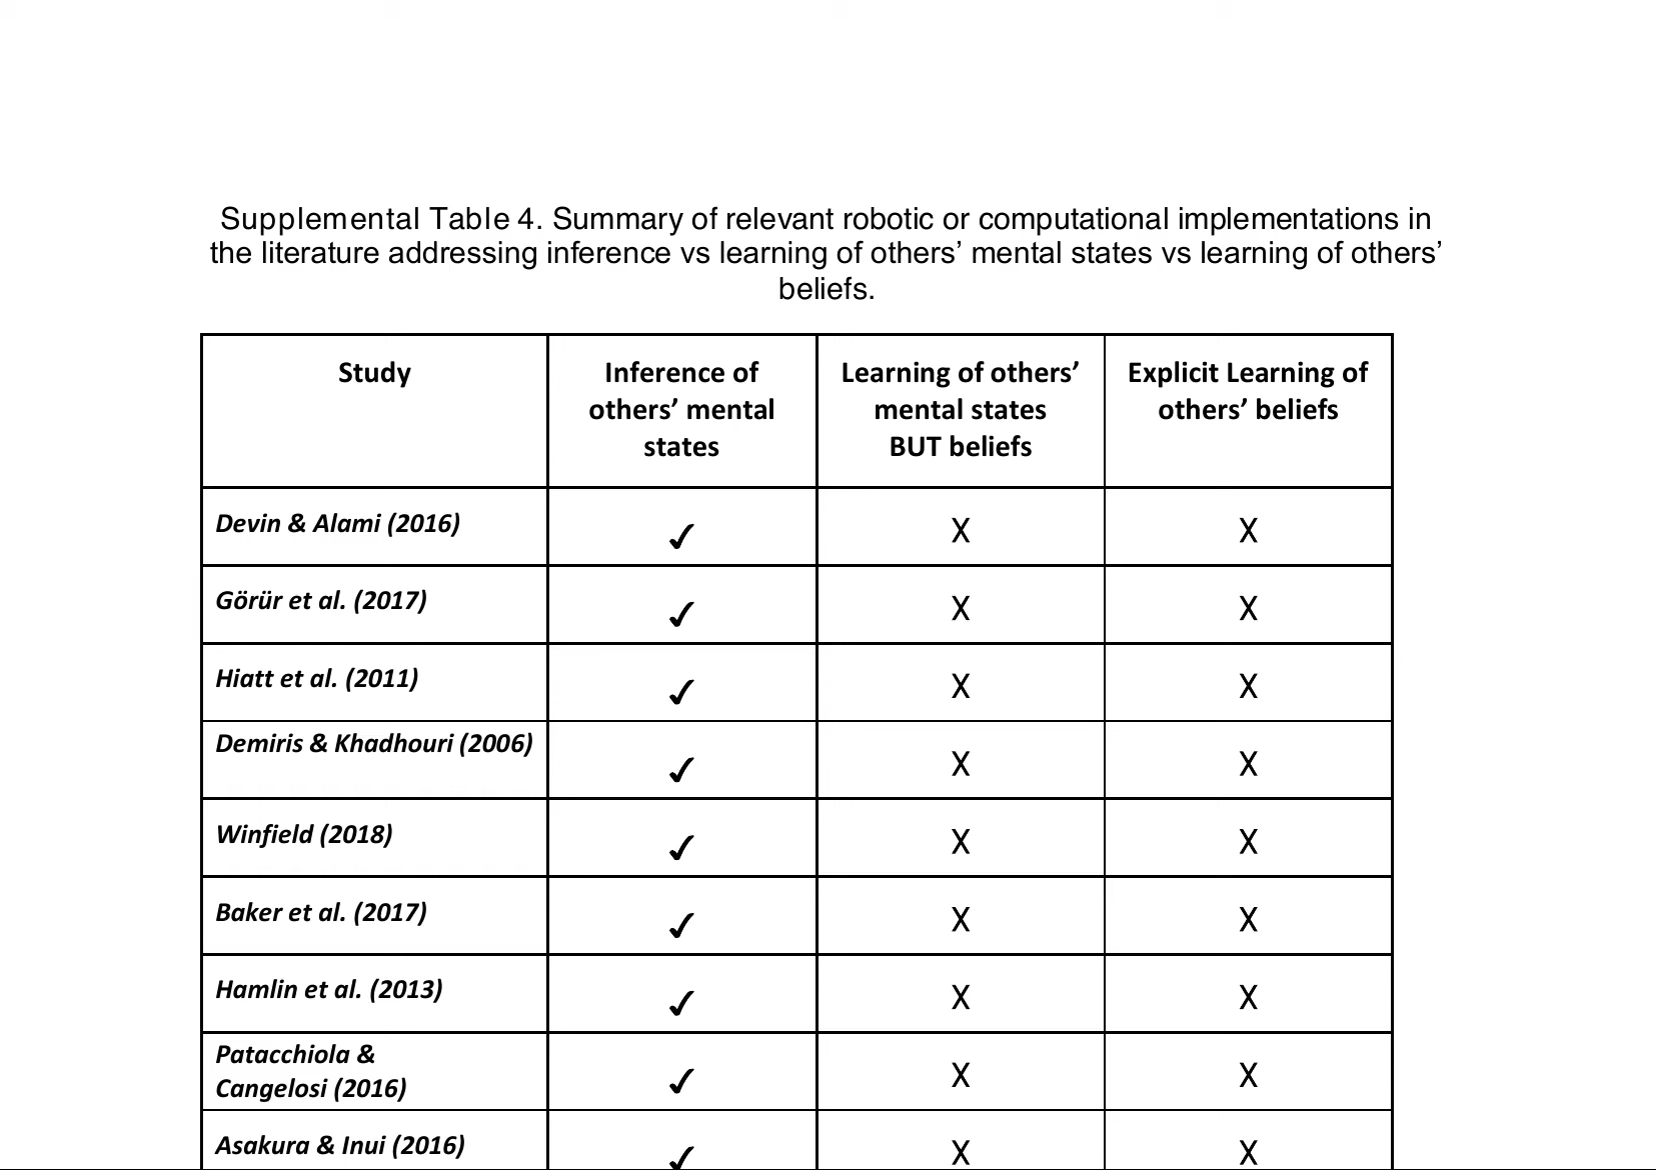 Supplemental Table 4. Summary of relevant robotic or computational implementations in
the literature addressing inference vs learning of others’ mental states vs learning of others’
beliefs.
Study
Inference of
others’ mental
states
Learning of others’
mental states
BUT beliefs
Explicit Learning of
others’ beliefs
Devin & Alami (2016) ✓ X X
Görür et al. (2017) ✓ X X
Hiatt et al. (2011) ✓ X X
Demiris & Khadhouri (2006) ✓ X X
Winfield (2018) ✓ X X
Baker et al. (2017) ✓ X X
Hamlin et al. (2013) ✓ X X
Patacchiola &
Cangelosi (2016) ✓ X X
Asakura & Inui (2016) ✓ X X